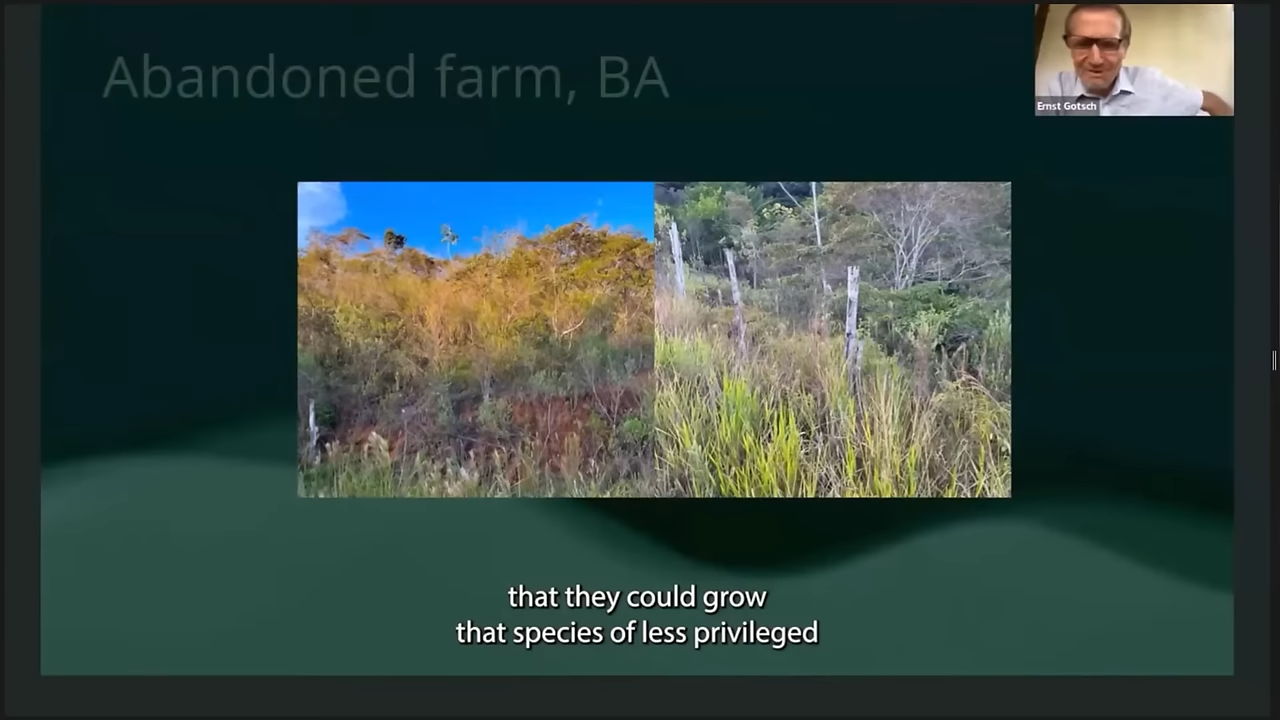 Abandoned farm, BA
Ernst Gotsch
that they could grow
that species of less privileged